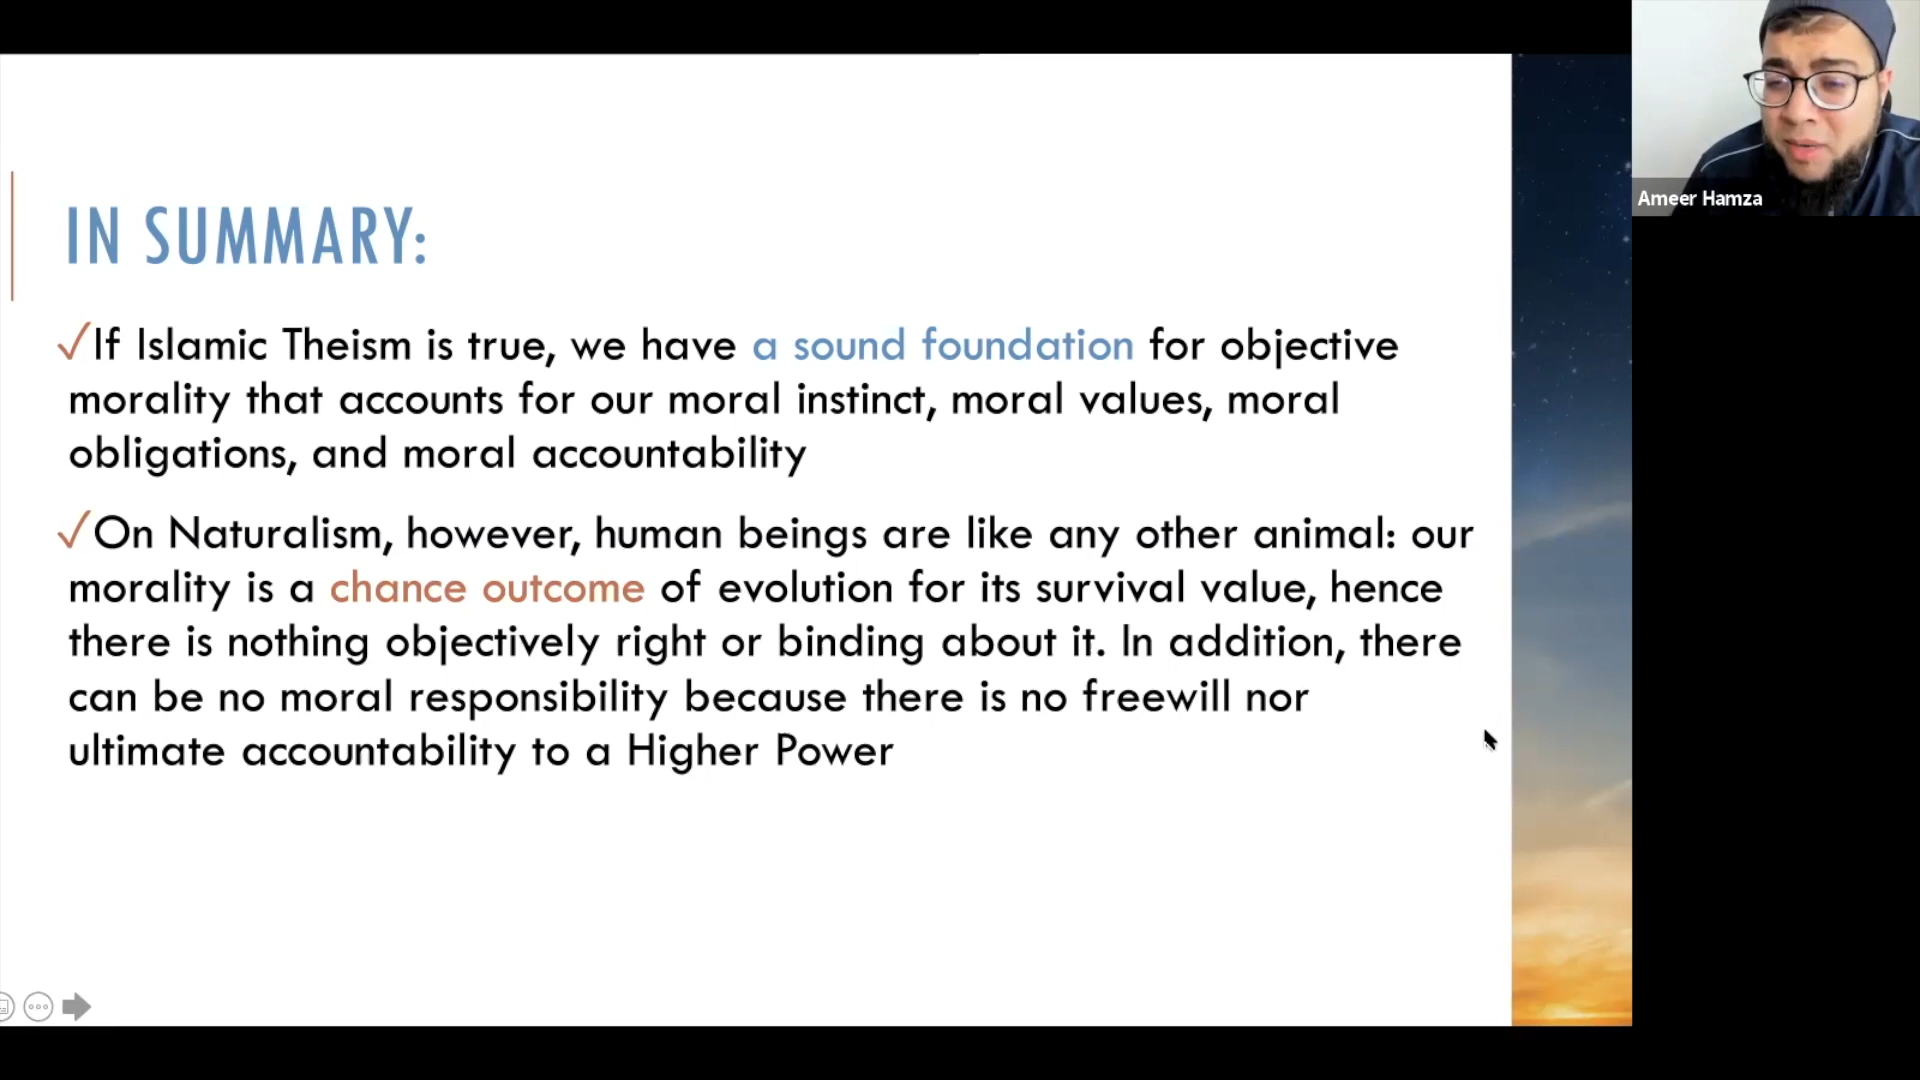 IN SUMMARY:
✓If Islamic Theism is true, we have a sound foundation for objective
morality that accounts for our moral instinct, moral values, moral
obligations, and moral accountability
✓On Naturalism, however, human beings are like any other animal: our
morality is a chance outcome of evolution for its survival value, hence
there is nothing objectively right or binding about it. In addition, there
can be no moral responsibility because there is no freewill nor
ultimate accountability to a Higher Power
Ameer Hamza